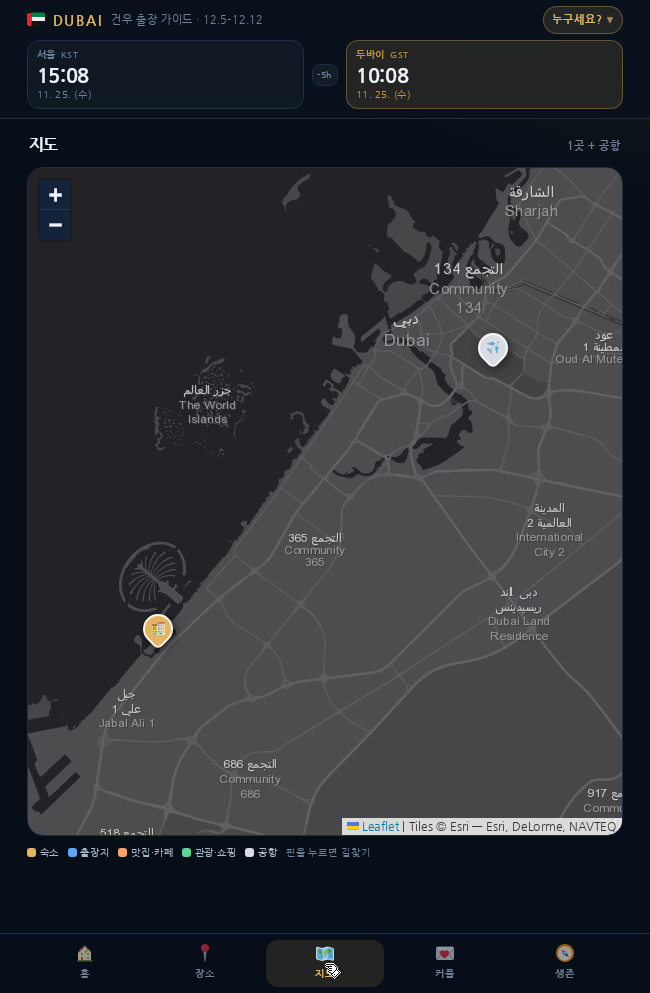 DUBAI 건우 출장 가이드 · 12.5-12.12
누구세요? ▾
서울 KST
15:08
11. 25. (수)
-5h
두바이 GST
10:08
11. 25. (수)
지도
1곳 + 공항
+
−
الشارقة
Sharjah
التجمع 134
Community
134
دبي
Dubai
عود
Oud Al Mute
جزر العالم
The World
Islands
المدينة
العالمية 2
International
City 2
التجمع 365
Community
365
دبي لاند
ريسيدينس
Dubai Land
Residence
جبل
علي 1
Jabal Ali 1
التجمع 686
Community
686
917
Commu
التجمع 518
Leaflet | Tiles © Esri — Esri, DeLorme, NAVTEQ
숙소 출장지 맛집·카페 관광·쇼핑 공항 핀을 누르면 길찾기
홈
장소
지도
커플
생존